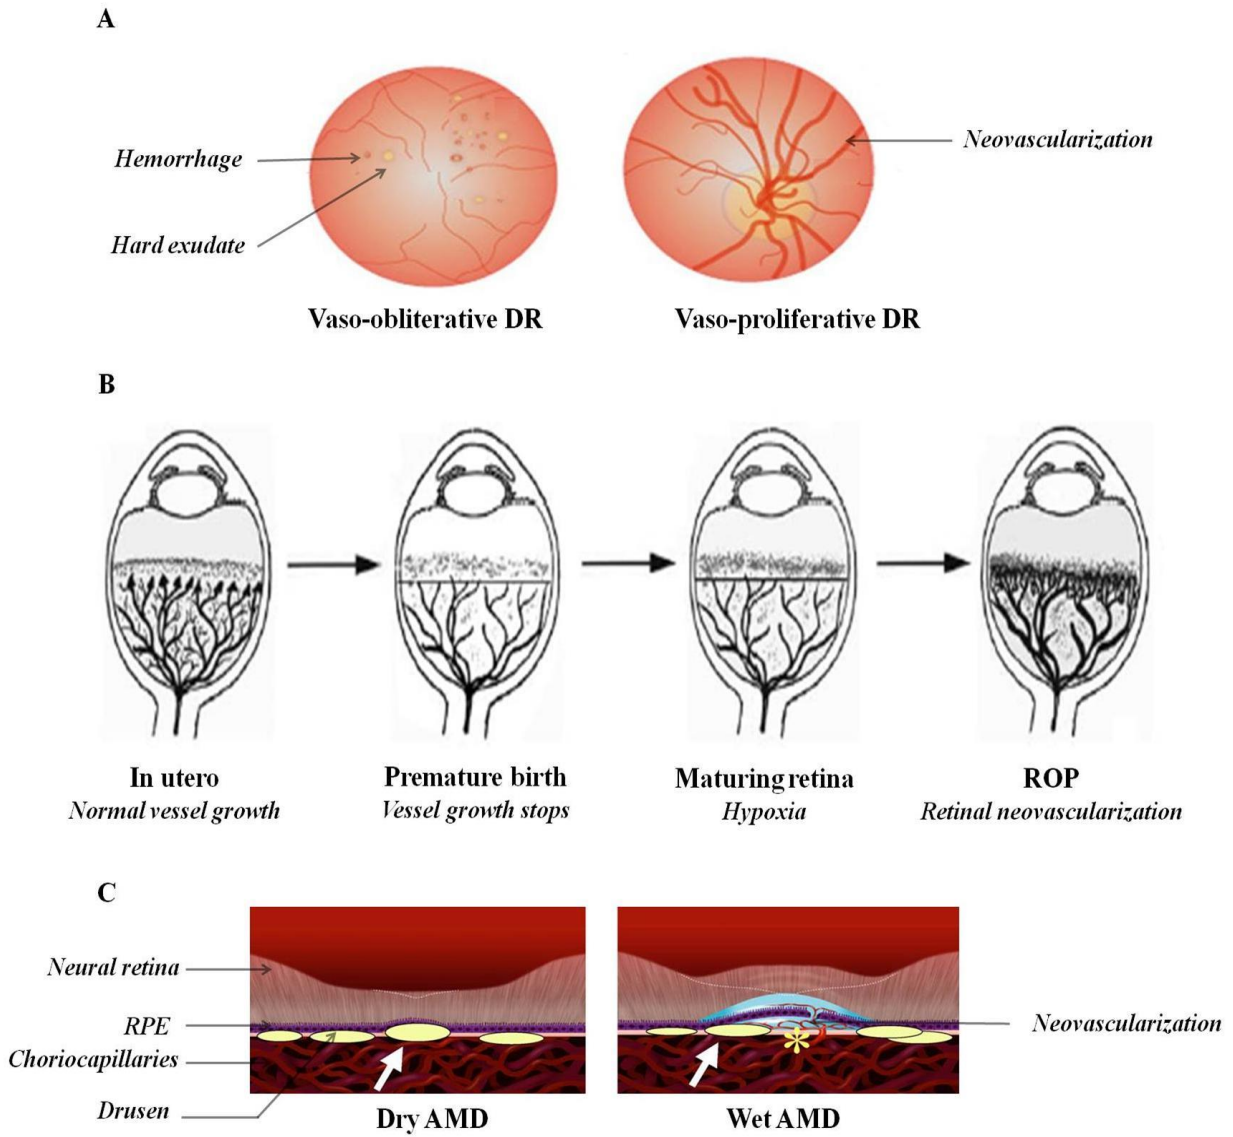 A
Hemorrhage
Neovascularization
Hard exudate
Vaso-obliterative DR
Vaso-proliferative DR
B
In utero
Normal vessel growth
Premature birth
Vessel growth stops
Maturing retina
Hypoxia
ROP
Retinal neovascularization
C
Neural retina
RPE
Choriocapillaries
Drusen
Neovascularization
Dry AMD
Wet AMD